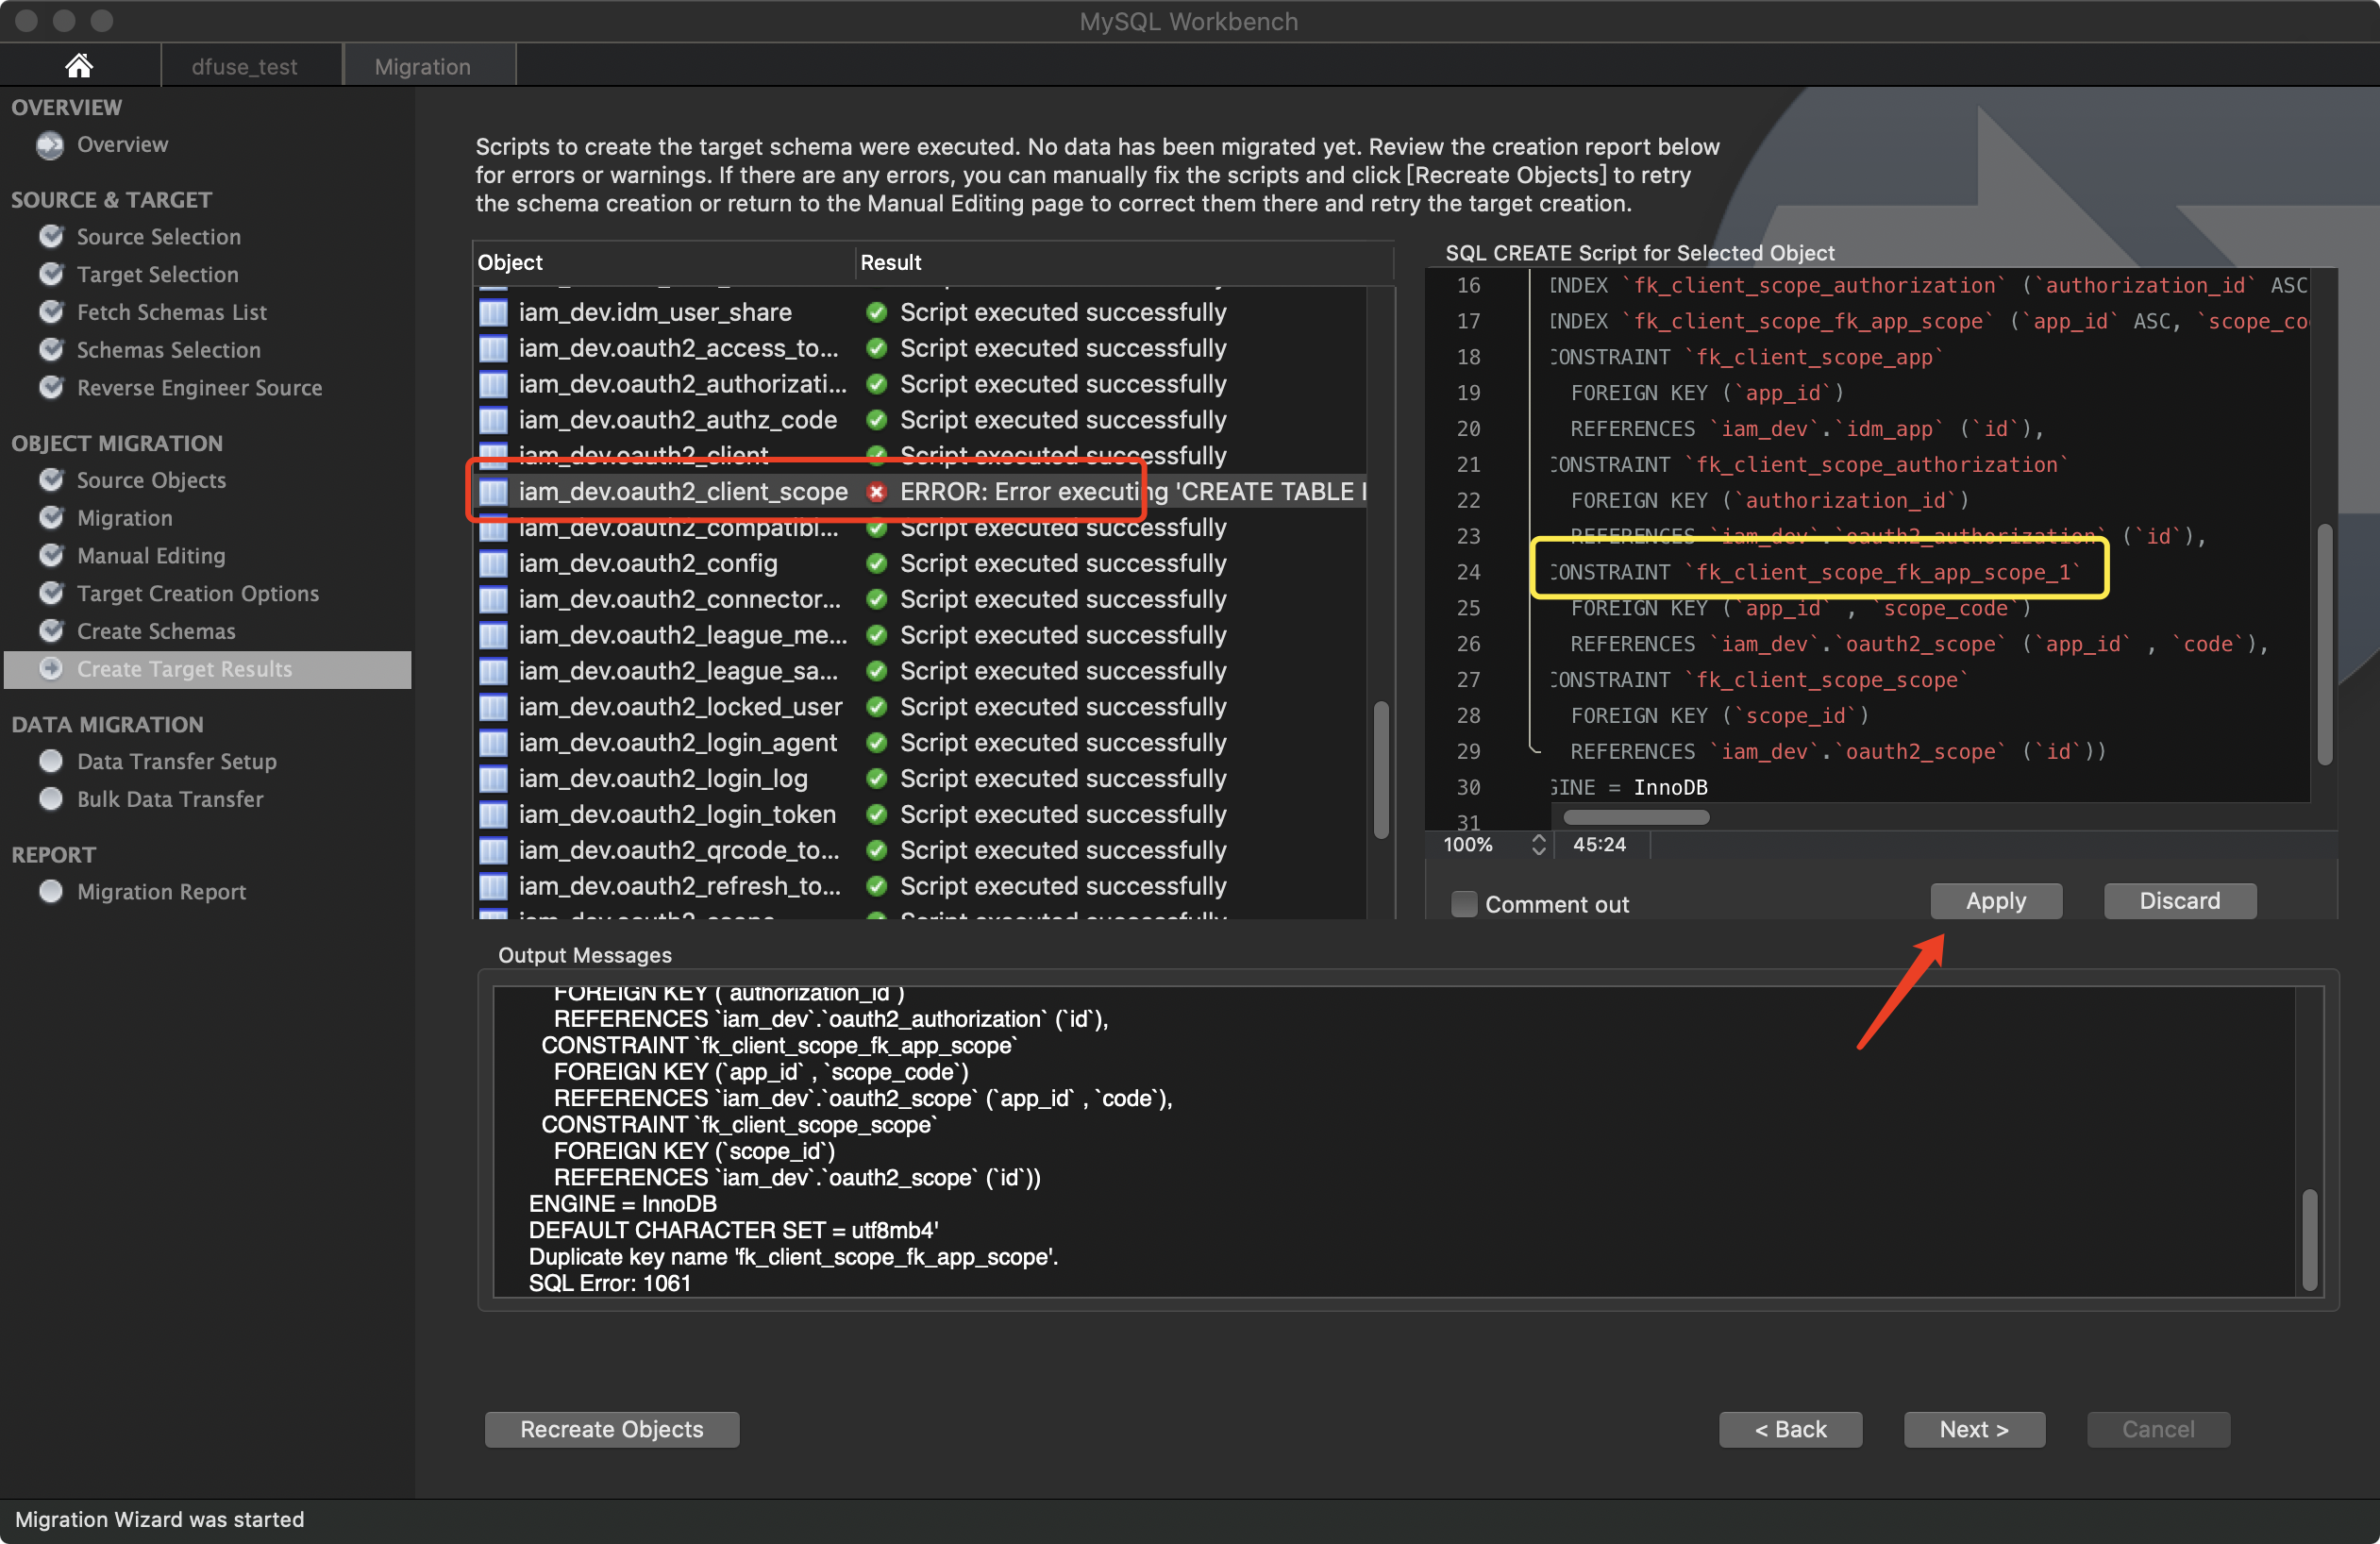 MySQL Workbench
dfuse_test
Migration
OVERVIEW
Overview
SOURCE & TARGET
Source Selection
Target Selection
Fetch Schemas List
Schemas Selection
Reverse Engineer Source
OBJECT MIGRATION
Source Objects
Migration
Manual Editing
Target Creation Options
Create Schemas
Create Target Results
DATA MIGRATION
Data Transfer Setup
Bulk Data Transfer
REPORT
Migration Report
Scripts to create the target schema were executed. No data has been migrated yet. Review the creation report below
for errors or warnings. If there are any errors, you can manually fix the scripts and click [Recreate Objects] to retry
the schema creation or return to the Manual Editing page to correct them there and retry the target creation.
Object Result
iam_dev.idm_user_share Script executed successfully
iam_dev.oauth2_access_to... Script executed successfully
iam_dev.oauth2_authorizati... Script executed successfully
iam_dev.oauth2_authz_code Script executed successfully
iam_dev.oauth2_client Script executed successfully
iam_dev.oauth2_client_scope ERROR: Error executing 'CREATE TABLE I
iam_dev.oauth2_compatibl... Script executed successfully
iam_dev.oauth2_config Script executed successfully
iam_dev.oauth2_connector... Script executed successfully
iam_dev.oauth2_league_me... Script executed successfully
iam_dev.oauth2_league_sa... Script executed successfully
iam_dev.oauth2_locked_user Script executed successfully
iam_dev.oauth2_login_agent Script executed successfully
iam_dev.oauth2_login_log Script executed successfully
iam_dev.oauth2_login_token Script executed successfully
iam_dev.oauth2_qrcode_to... Script executed successfully
iam_dev.oauth2_refresh_to... Script executed successfully
SQL CREATE Script for Selected Object
16 INDEX `fk_client_scope_authorization` (`authorization_id` ASC
17 INDEX `fk_client_scope_fk_app_scope` (`app_id` ASC, `scope_co
18 CONSTRAINT `fk_client_scope_app`
19 FOREIGN KEY (`app_id`)
20 REFERENCES `iam_dev`.`idm_app` (`id`),
21 CONSTRAINT `fk_client_scope_authorization`
22 FOREIGN KEY (`authorization_id`)
23 REFERENCES `iam_dev`.`oauth2_authorization` (`id`),
24 CONSTRAINT `fk_client_scope_fk_app_scope_1`
25 FOREIGN KEY (`app_id` , `scope_code`)
26 REFERENCES `iam_dev`.`oauth2_scope` (`app_id` , `code`),
27 CONSTRAINT `fk_client_scope_scope`
28 FOREIGN KEY (`scope_id`)
29 REFERENCES `iam_dev`.`oauth2_scope` (`id`))
30 GINE = InnoDB
31
100% 45:24
Comment out Apply Discard
Output Messages
FOREIGN KEY (`authorization_id`)
REFERENCES `iam_dev`.`oauth2_authorization` (`id`),
CONSTRAINT `fk_client_scope_fk_app_scope`
FOREIGN KEY (`app_id` , `scope_code`)
REFERENCES `iam_dev`.`oauth2_scope` (`app_id` , `code`),
CONSTRAINT `fk_client_scope_scope`
FOREIGN KEY (`scope_id`)
REFERENCES `iam_dev`.`oauth2_scope` (`id`))
ENGINE = InnoDB
DEFAULT CHARACTER SET = utf8mb4'
Duplicate key name 'fk_client_scope_fk_app_scope'.
SQL Error: 1061
Recreate Objects < Back Next > Cancel
Migration Wizard was started